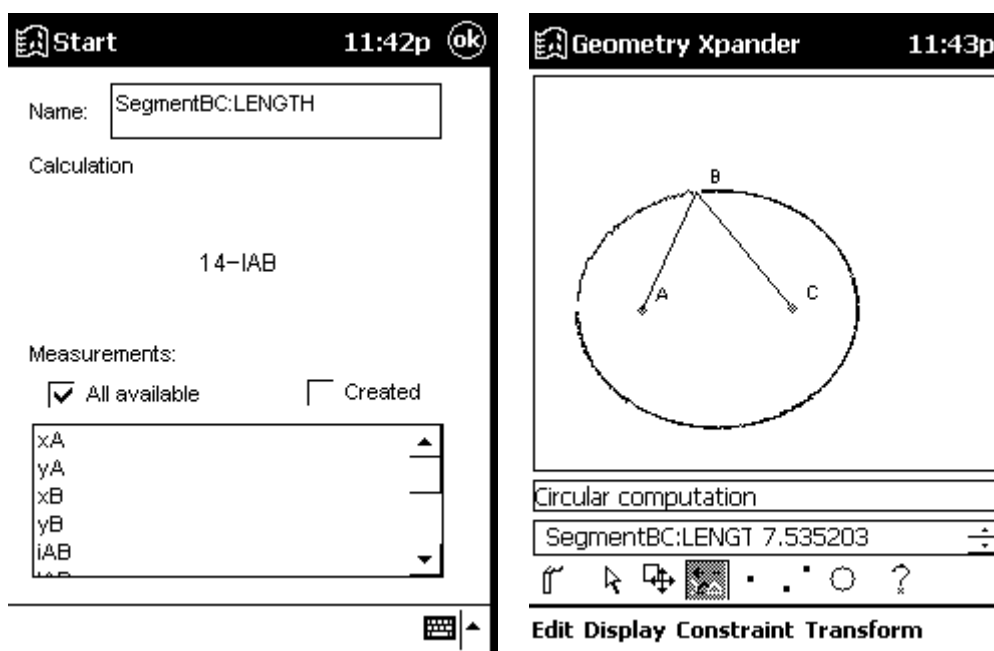 Start 11:42p ok
Name: SegmentBC:LENGTH
Calculation
14-lAB
Measurements:
All available Created
xA
yA
xB
yB
iAB
Geometry Xpander 11:43p
B
A C
Circular computation
SegmentBC:LENGT 7.535203
?
Edit Display Constraint Transform